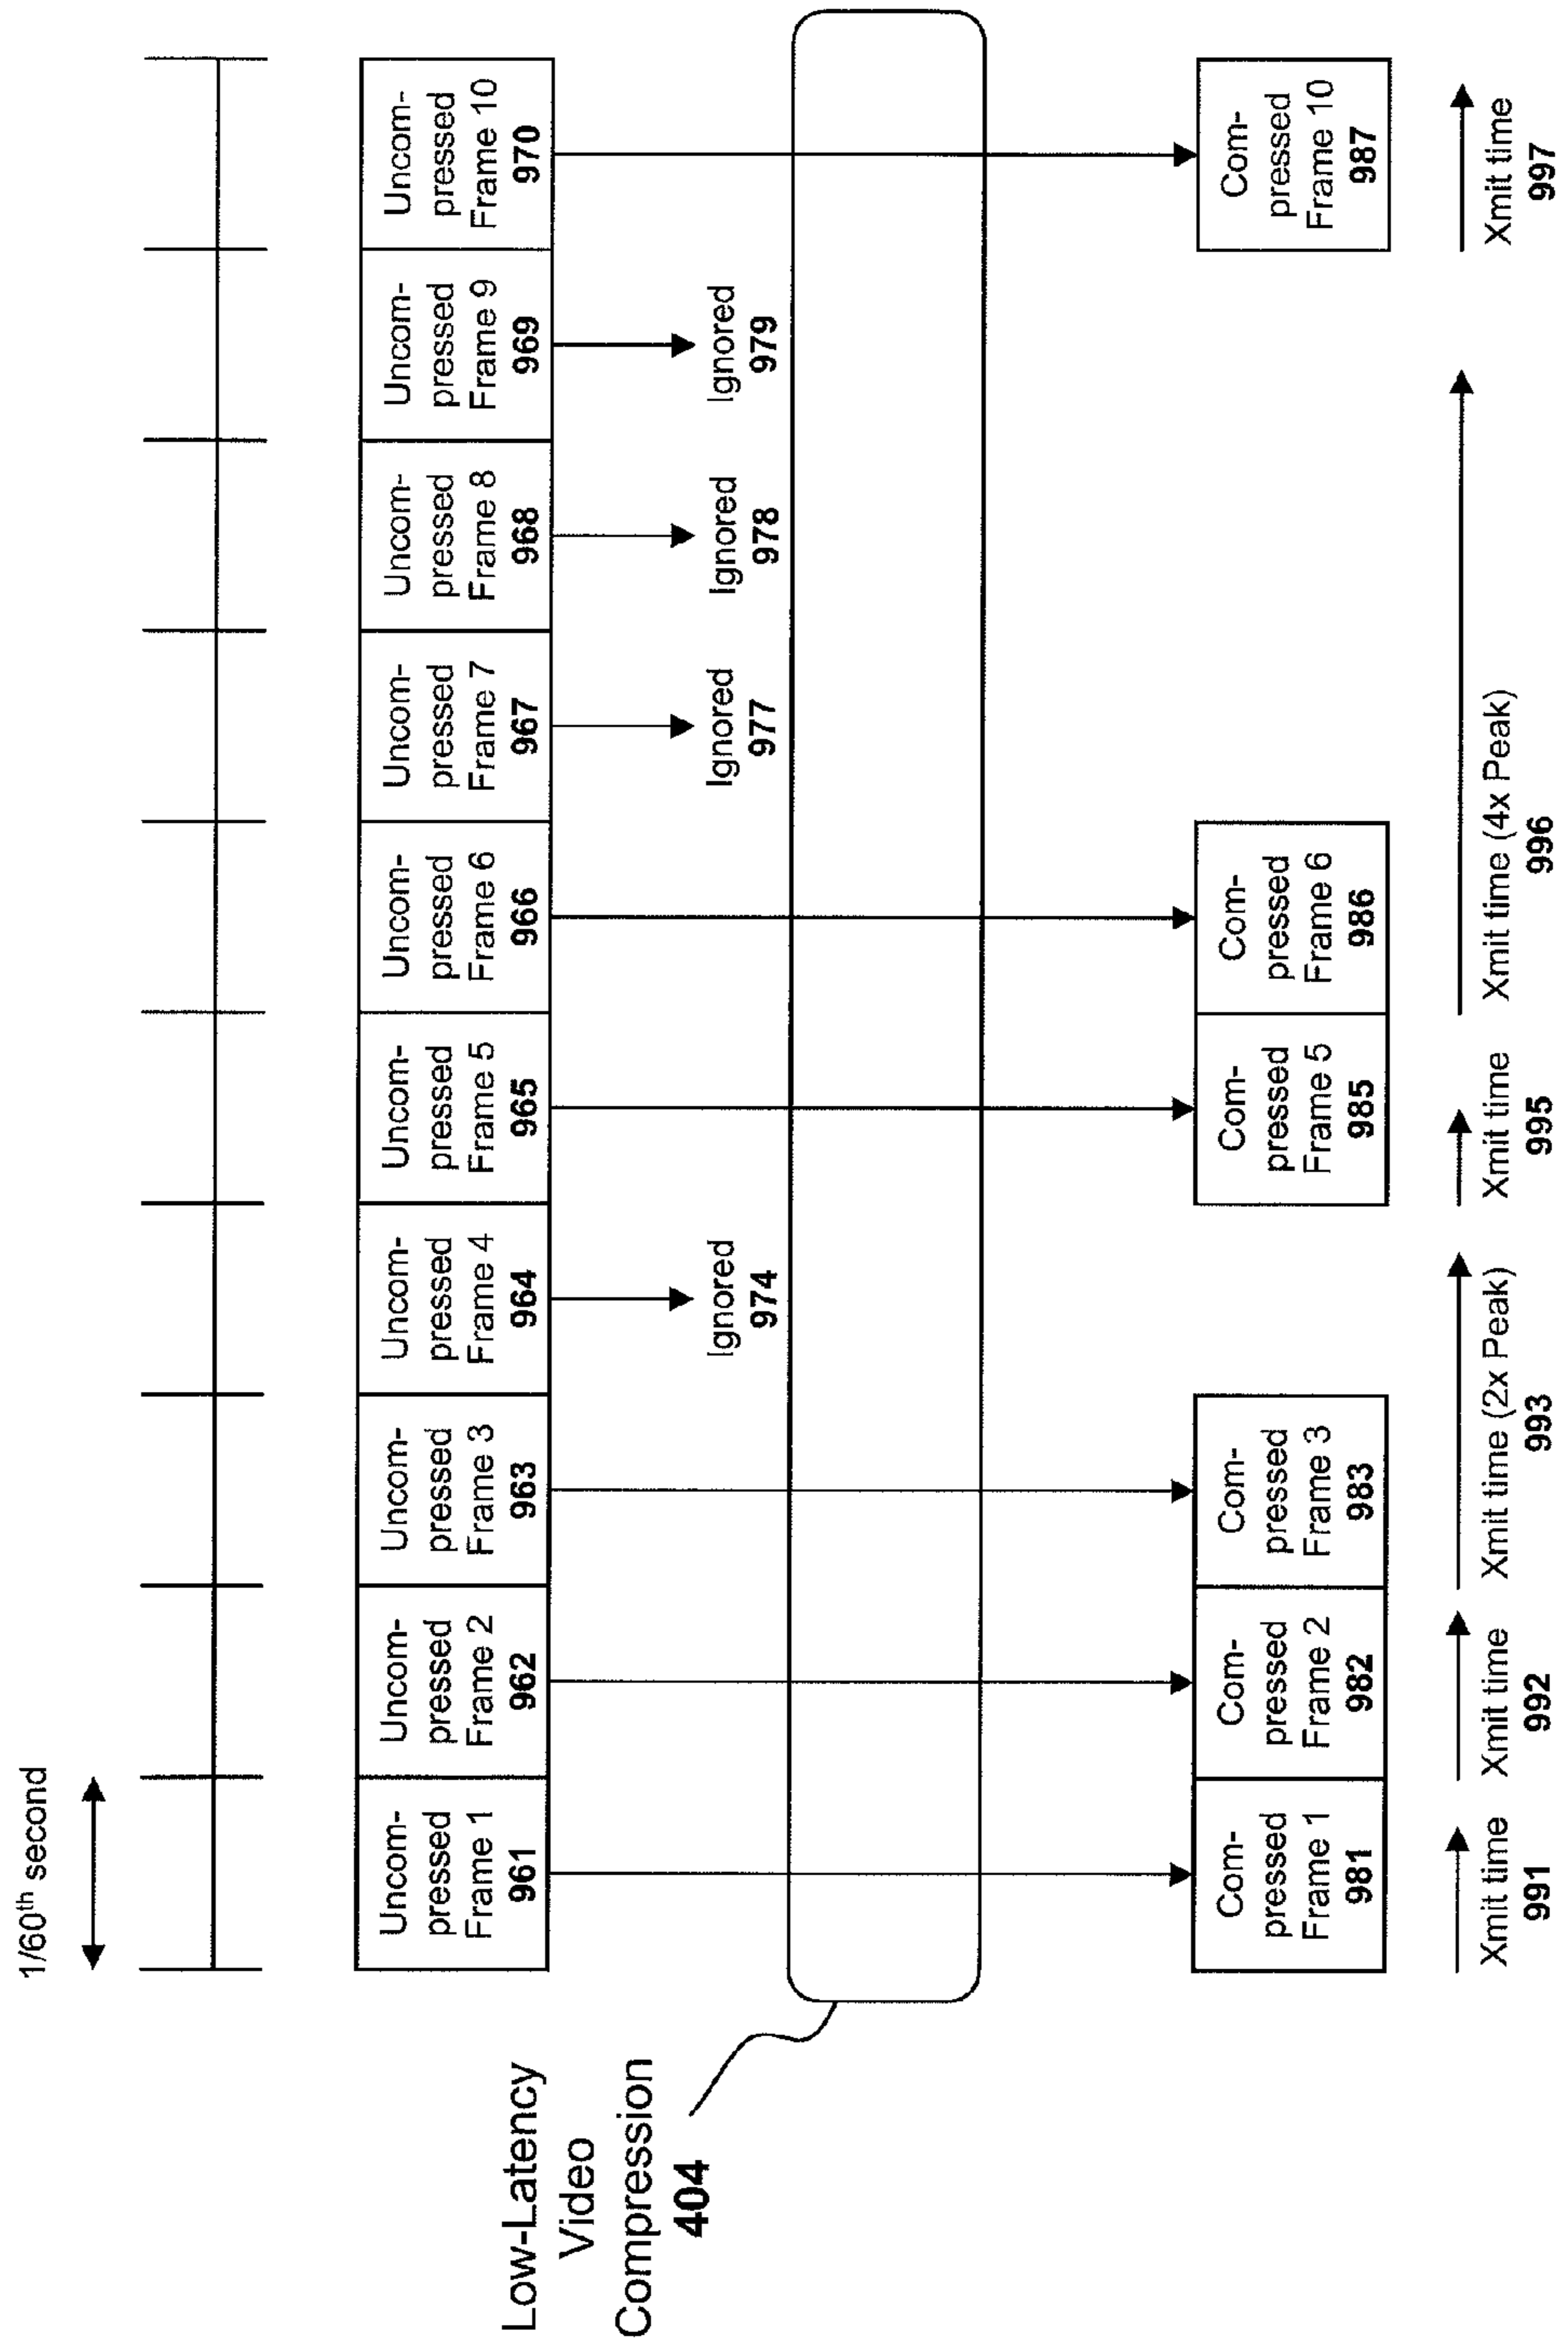 1/60th second
Uncom-
pressed
Frame 1
961
Uncom-
pressed
Frame 2
962
Uncom-
pressed
Frame 3
963
Uncom-
pressed
Frame 4
964
Uncom-
pressed
Frame 5
965
Uncom-
pressed
Frame 6
966
Uncom-
pressed
Frame 7
967
Uncom-
pressed
Frame 8
968
Uncom-
pressed
Frame 9
969
Uncom-
pressed
Frame 10
970
Ignored
974
Ignored
977
Ignored
978
Ignored
979
Low-Latency
Video
Compression
404
Com-
pressed
Frame 1
981
Com-
pressed
Frame 2
982
Com-
pressed
Frame 3
983
Com-
pressed
Frame 5
985
Com-
pressed
Frame 6
986
Com-
pressed
Frame 10
987
Xmit time
991
Xmit time
992
Xmit time (2x Peak)
993
Xmit time
995
Xmit time (4x Peak)
996
Xmit time
997